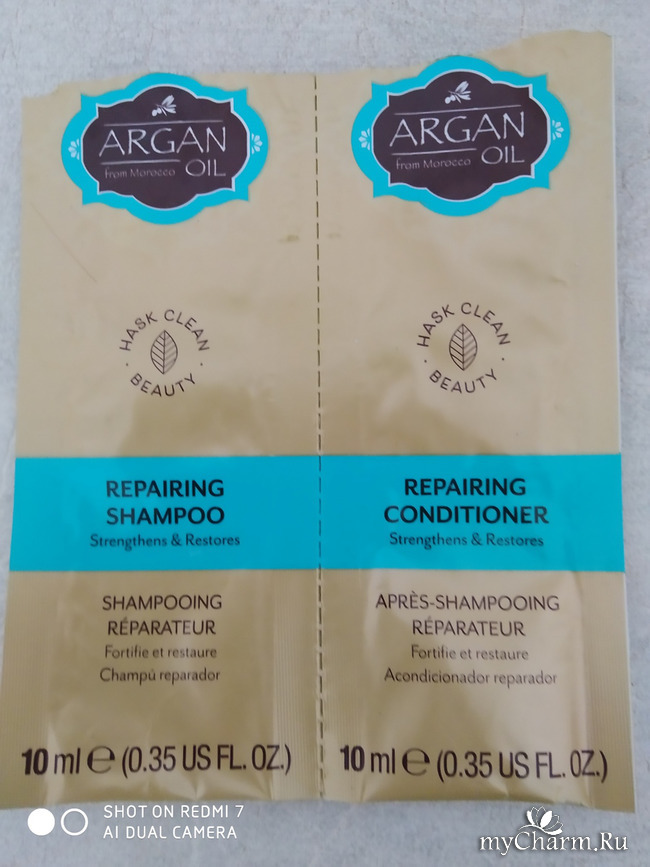 ARGAN
from Morocco OIL
HASK CLEAN
BEAUTY
REPAIRING
SHAMPOO
Strengthens & Restores
SHAMPOOING
RÉPARATEUR
Fortifie et restaure
Champú reparador
10 ml e (0.35 US FL. OZ.)
ARGAN
from Morocco OIL
HASK CLEAN
BEAUTY
REPAIRING
CONDITIONER
Strengthens & Restores
APRÈS-SHAMPOOING
RÉPARATEUR
Fortifie et restaure
Acondicionador reparador
10 ml e (0.35 US FL. OZ.)
SHOT ON REDMI 7
AI DUAL CAMERA
myCharm.Ru